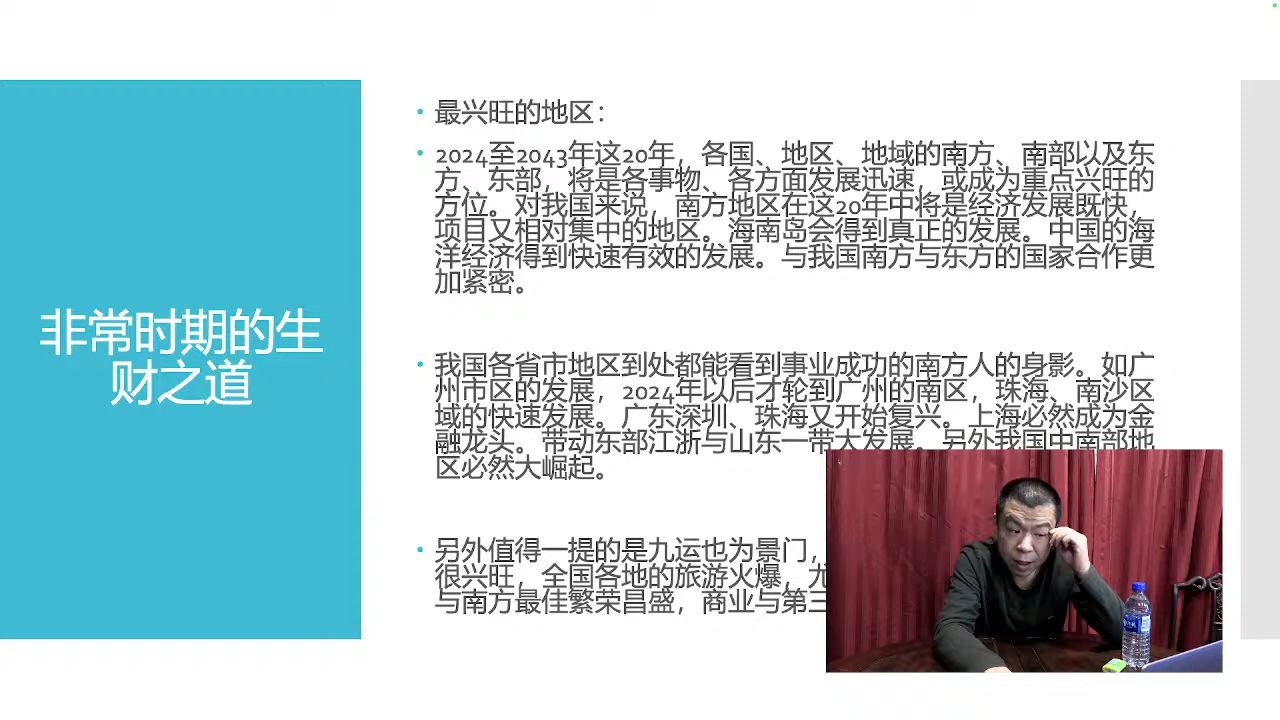 非常时期的生
财之道
• 最兴旺的地区：
• 2024至2043年这20年，各国、地区、地域的南方、南部以及东
方、东部，将是各事物、各方面发展迅速，或成为重点兴旺的
方位。对我国来说，南方地区在这20年中将是经济发展既快，
项目又相对集中的地区。海南岛会得到真正的发展。中国的海
洋经济得到快速有效的发展。与我国南方与东方的国家合作更
加紧密。
• 我国各省市地区到处都能看到事业成功的南方人的身影。如广
州市区的发展，2024年以后才轮到广州的南区，珠海、南沙区
域的快速发展。广东深圳、珠海又开始复兴。上海必然成为金
融龙头。带动东部江浙与山东一带大发展。另外我国中南部地
区必然大崛起。
• 另外值得一提的是九运也为景门，
很兴旺，全国各地的旅游火爆，尤
与南方最佳繁荣昌盛，商业与第三